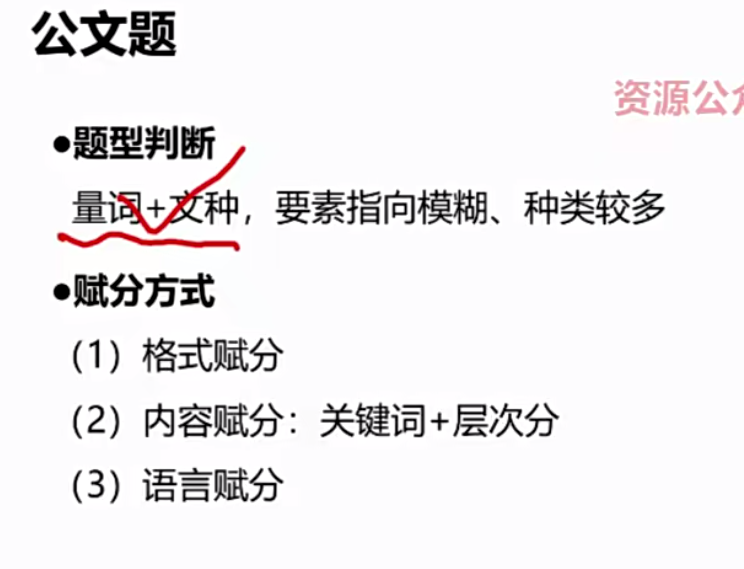 公文题
资源公
●题型判断
量词+文种，要素指向模糊、种类较多
●赋分方式
（1）格式赋分
（2）内容赋分：关键词+层次分
（3）语言赋分